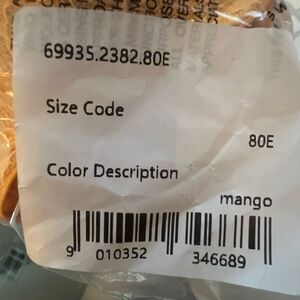 69935.2382.80E
Size Code
80E
Color Description
mango
9 010352 346689